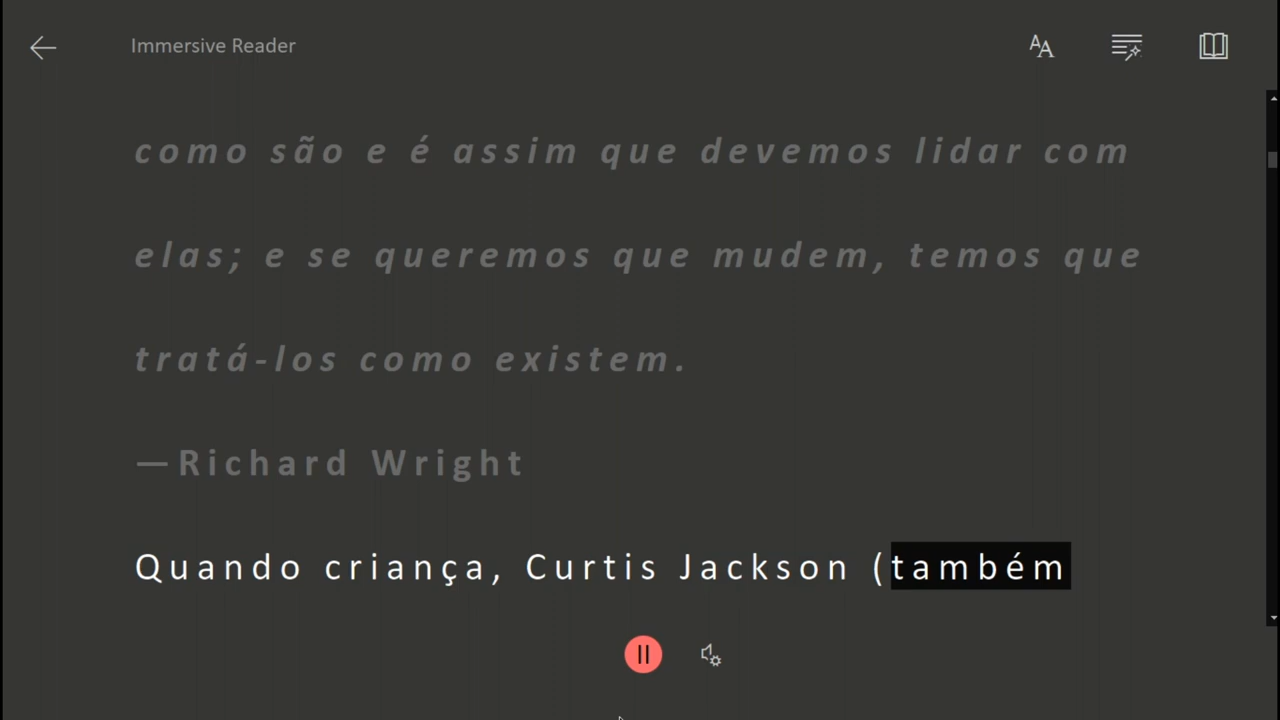 Immersive Reader
como são e é assim que devemos lidar com
elas; e se queremos que mudem, temos que
tratá-los como existem.
—Richard Wright
Quando criança, Curtis Jackson (também